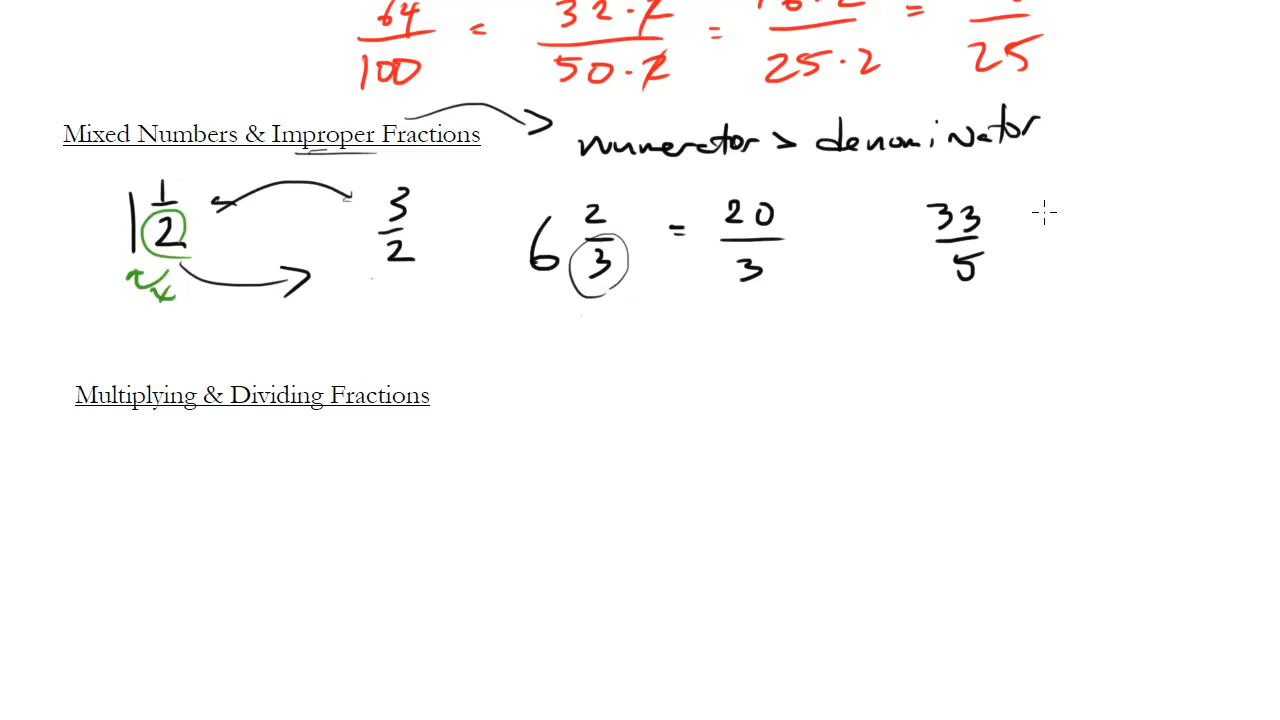 64/100 = 32·2/50·2 = 16·2/25·2 = /25
Mixed Numbers & Improper Fractions
numerator > denominator
1 1/2 3/2 6 2/3 = 20/3 33/5
Multiplying & Dividing Fractions